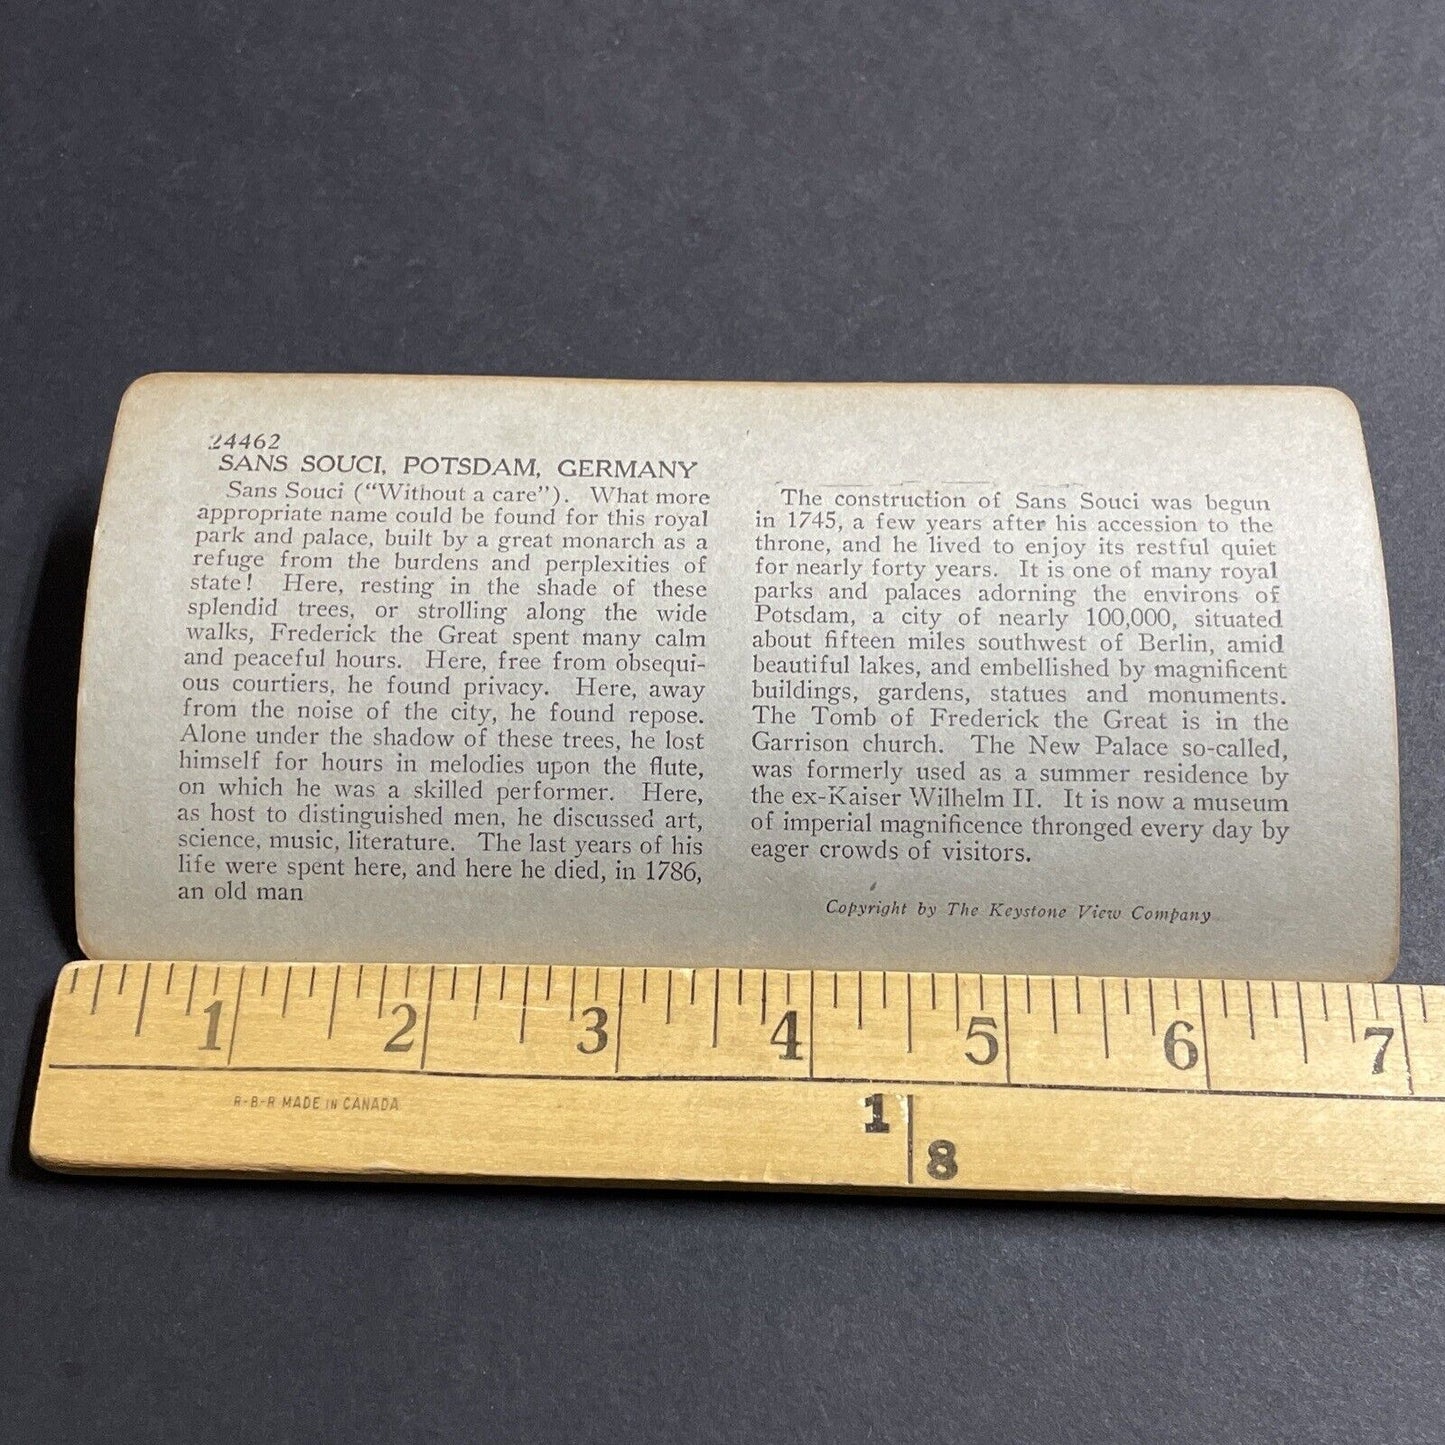 24462
SANS SOUCI, POTSDAM, GERMANY
Sans Souci (“Without a care”). What more
appropriate name could be found for this royal
park and palace, built by a great monarch as a
refuge from the burdens and perplexities of
state! Here, resting in the shade of these
splendid trees, or strolling along the wide
walks, Frederick the Great spent many calm
and peaceful hours. Here, free from obsequi-
ous courtiers, he found privacy. Here, away
from the noise of the city, he found repose.
Alone under the shadow of these trees, he lost
himself for hours in melodies upon the flute,
on which he was a skilled performer. Here,
as host to distinguished men, he discussed art,
science, music, literature. The last years of his
life were spent here, and here he died, in 1786,
an old man
The construction of Sans Souci was begun
in 1745, a few years after his accession to the
throne, and he lived to enjoy its restful quiet
for nearly forty years. It is one of many royal
parks and palaces adorning the environs of
Potsdam, a city of nearly 100,000, situated
about fifteen miles southwest of Berlin, amid
beautiful lakes, and embellished by magnificent
buildings, gardens, statues and monuments.
The Tomb of Frederick the Great is in the
Garrison church. The New Palace so-called,
was formerly used as a summer residence by
the ex-Kaiser Wilhelm II. It is now a museum
of imperial magnificence thronged every day by
eager crowds of visitors.
Copyright by The Keystone View Company
1 2 3 4 5 6 7
R-B-R MADE IN CANADA
1
8